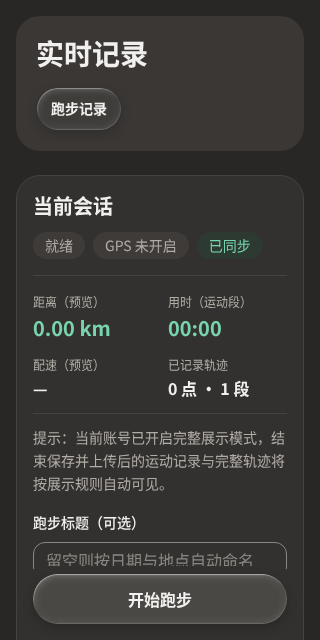 实时记录
跑步记录
当前会话
就绪 GPS 未开启 已同步
距离（预览） 用时（运动段）
0.00 km 00:00
配速（预览） 已记录轨迹
— 0 点 · 1 段
提示：当前账号已开启完整展示模式，结
束保存并上传后的运动记录与完整轨迹将
按展示规则自动可见。
跑步标题（可选）
留空则按日期与地点自动命名
开始跑步